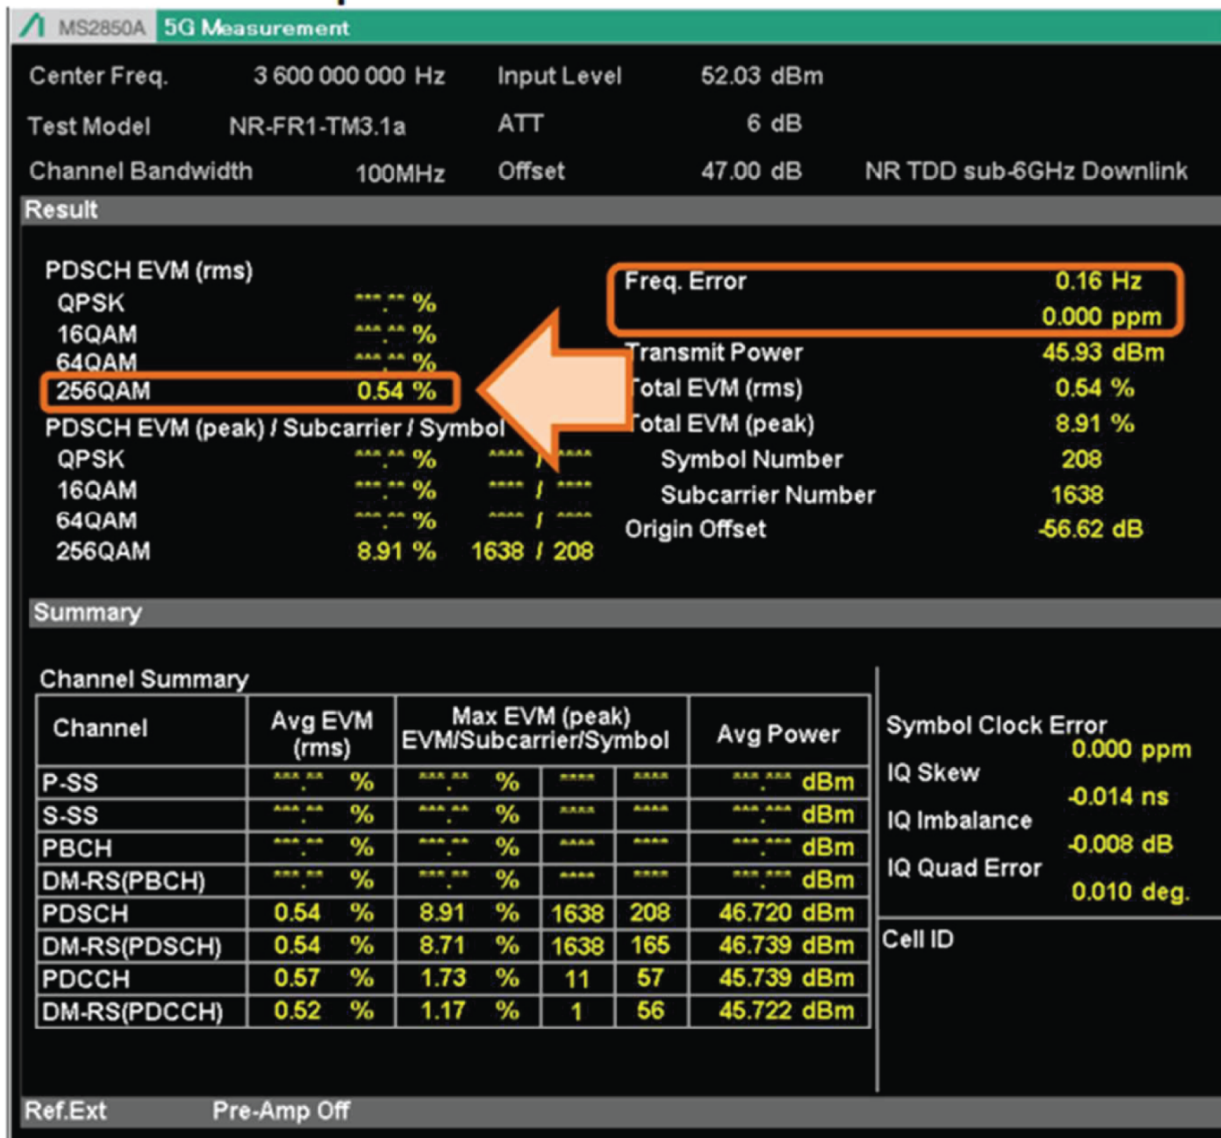 MS2850A 5G Measurement
Center Freq. 3 600 000 000 Hz Input Level 52.03 dBm
Test Model NR-FR1-TM3.1a ATT 6 dB
Channel Bandwidth 100MHz Offset 47.00 dB NR TDD sub-6GHz Downlink
Result
PDSCH EVM (rms)
QPSK ***.** %
16QAM ***.** %
64QAM ***.** %
256QAM 0.54 %
PDSCH EVM (peak) / Subcarrier / Symbol
QPSK ***.** % **** / ****
16QAM ***.** % **** / ****
64QAM ***.** % **** / ****
256QAM 8.91 % 1638 / 208
Freq. Error 0.16 Hz
0.000 ppm
Transmit Power 45.93 dBm
Total EVM (rms) 0.54 %
Total EVM (peak) 8.91 %
Symbol Number 208
Subcarrier Number 1638
Origin Offset -56.62 dB
Summary
Channel Summary
Channel Avg EVM (rms) Max EVM (peak) EVM/Subcarrier/Symbol Avg Power
P-SS ***.** % ***.** % **** **** ***.*** dBm
S-SS ***.** % ***.** % **** **** ***.*** dBm
PBCH ***.** % ***.** % **** **** ***.*** dBm
DM-RS(PBCH) ***.** % ***.** % **** **** ***.*** dBm
PDSCH 0.54 % 8.91 % 1638 208 46.720 dBm
DM-RS(PDSCH) 0.54 % 8.71 % 1638 165 46.739 dBm
PDCCH 0.57 % 1.73 % 11 57 45.739 dBm
DM-RS(PDCCH) 0.52 % 1.17 % 1 56 45.722 dBm
Symbol Clock Error
0.000 ppm
IQ Skew
-0.014 ns
IQ Imbalance
-0.008 dB
IQ Quad Error
0.010 deg.
Cell ID
Ref.Ext Pre-Amp Off